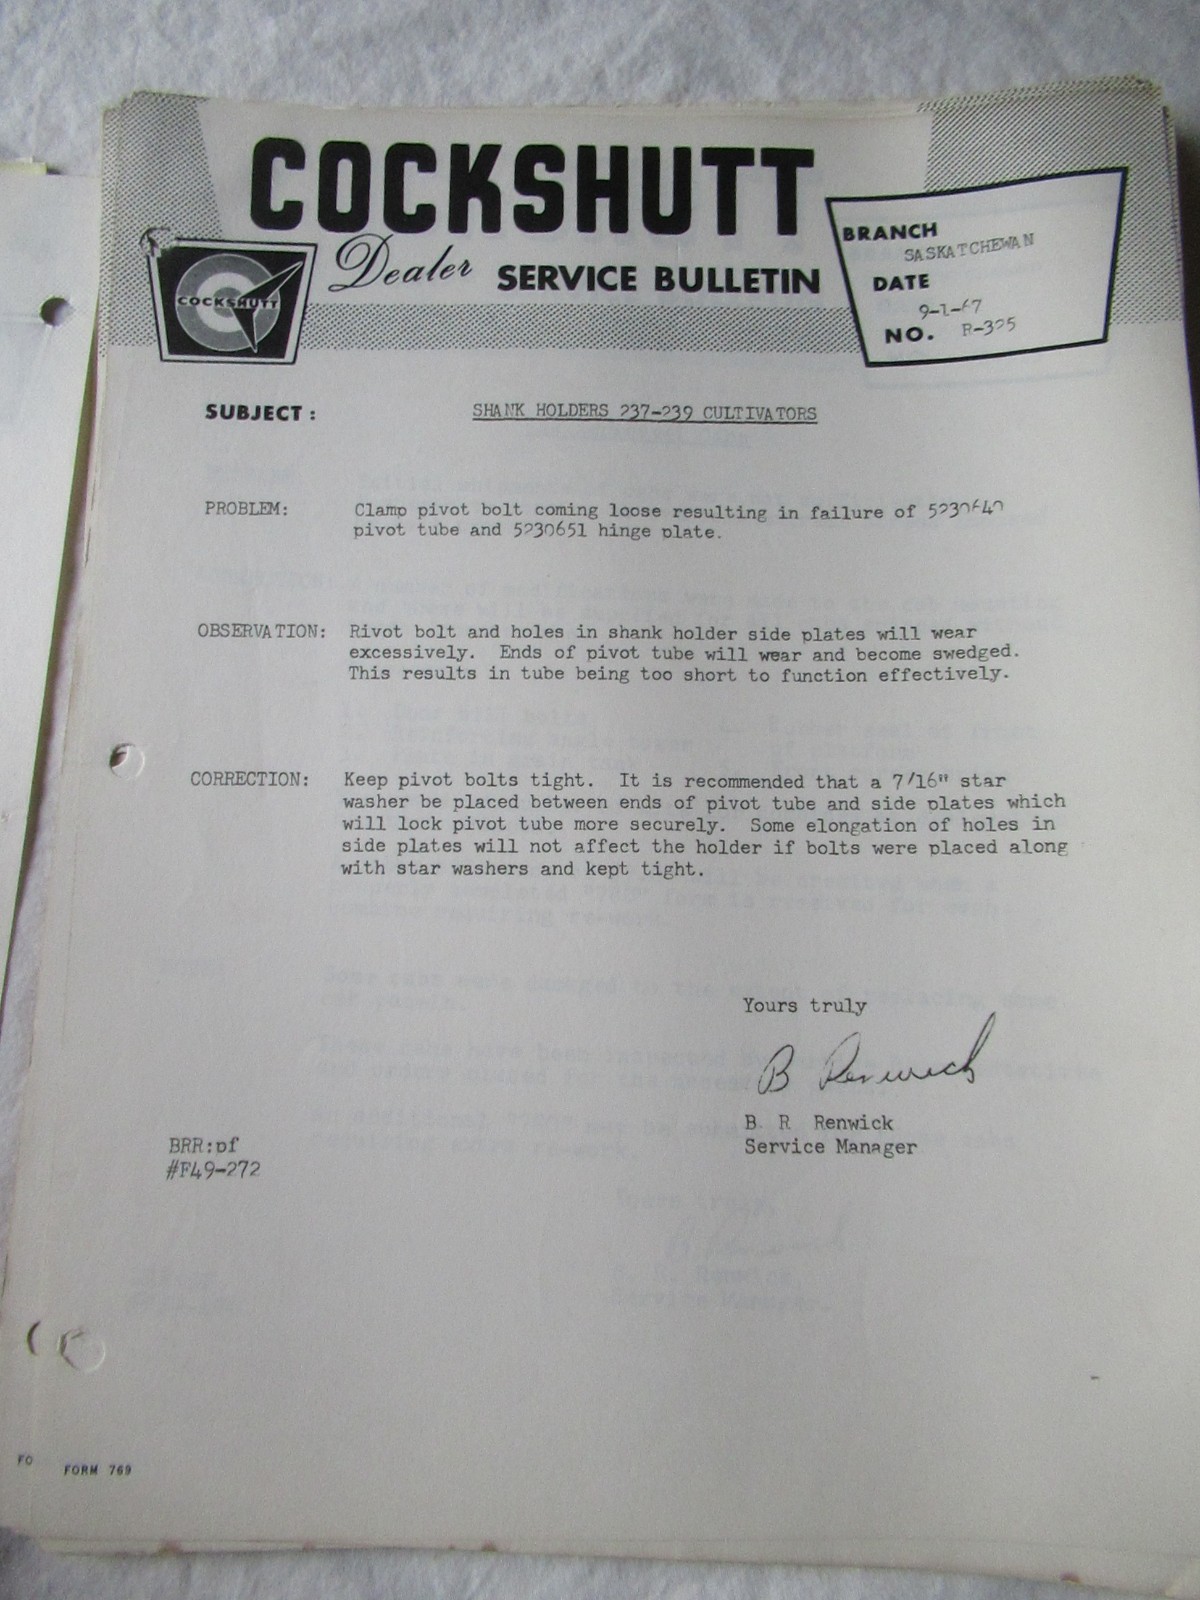 COCKSHUTT
Dealer SERVICE BULLETIN
COCKSHUTT
BRANCH
SASKATCHEWAN
DATE
9-1-67
NO.
SUBJECT: SHANK HOLDERS 237-239 CULTIVATORS
PROBLEM: Clamp pivot bolt coming loose resulting in failure of
pivot tube and 5230651 hinge plate.
OBSERVATION: Rivot bolt and holes in shank holder side plates will wear
excessively. Ends of pivot tube will wear and become swedged.
This results in tube being too short to function effectively.
CORRECTION: Keep pivot bolts tight. It is recommended that a 7/16" star
washer be placed between ends of pivot tube and side plates which
will lock pivot tube more securely. Some elongation of holes in
side plates will not affect the holder if bolts were placed along
with star washers and kept tight.
Yours truly
B Renwick
B. R Renwick
Service Manager
BRR:pf
#F49-272
FO FORM 769